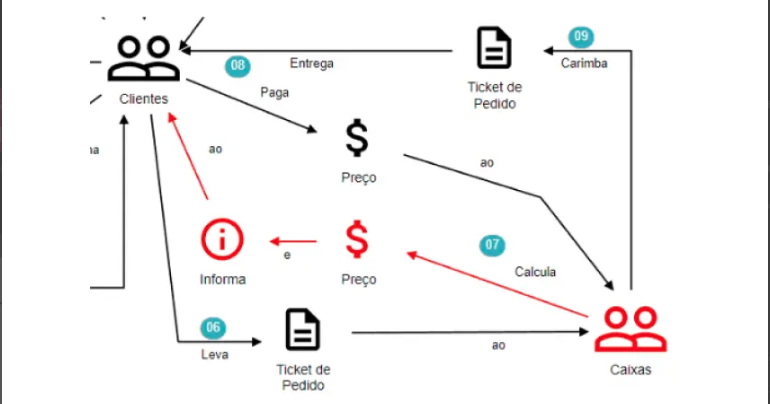 09
Entrega
Carimba
08
Ticket de
Pedido
Clientes
Paga
ao
ao
Preço
07
Calcula
e
Informa
Preço
06
Leva
ao
Ticket de
Pedido
Caixas